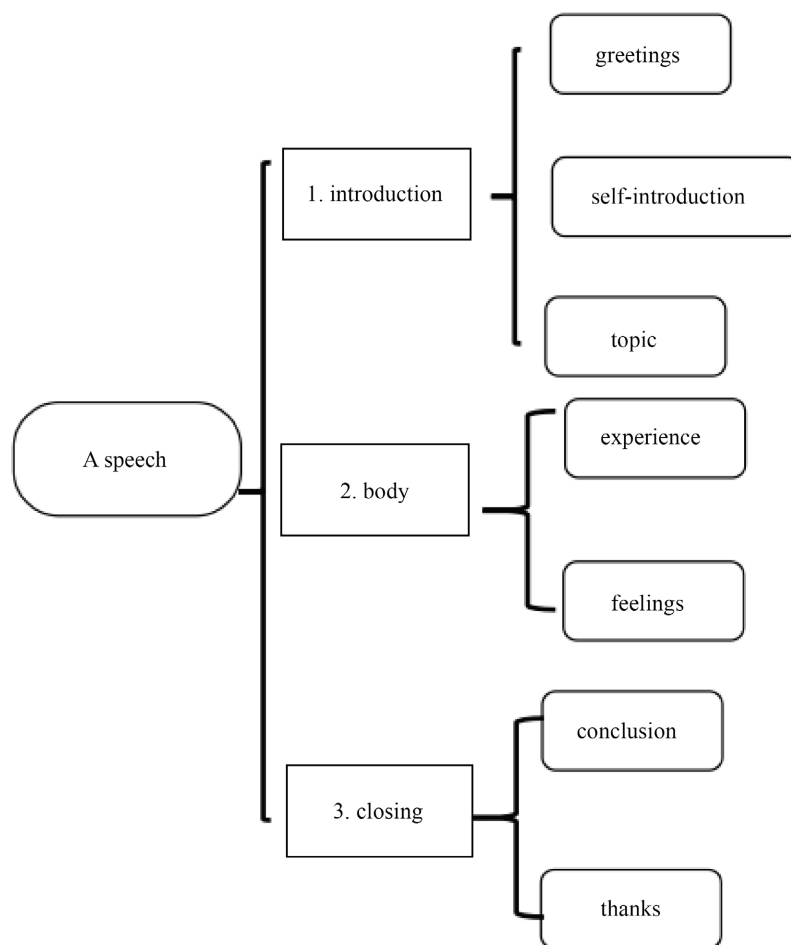 A speech
1. introduction
greetings
self-introduction
topic
2. body
experience
feelings
3. closing
conclusion
thanks